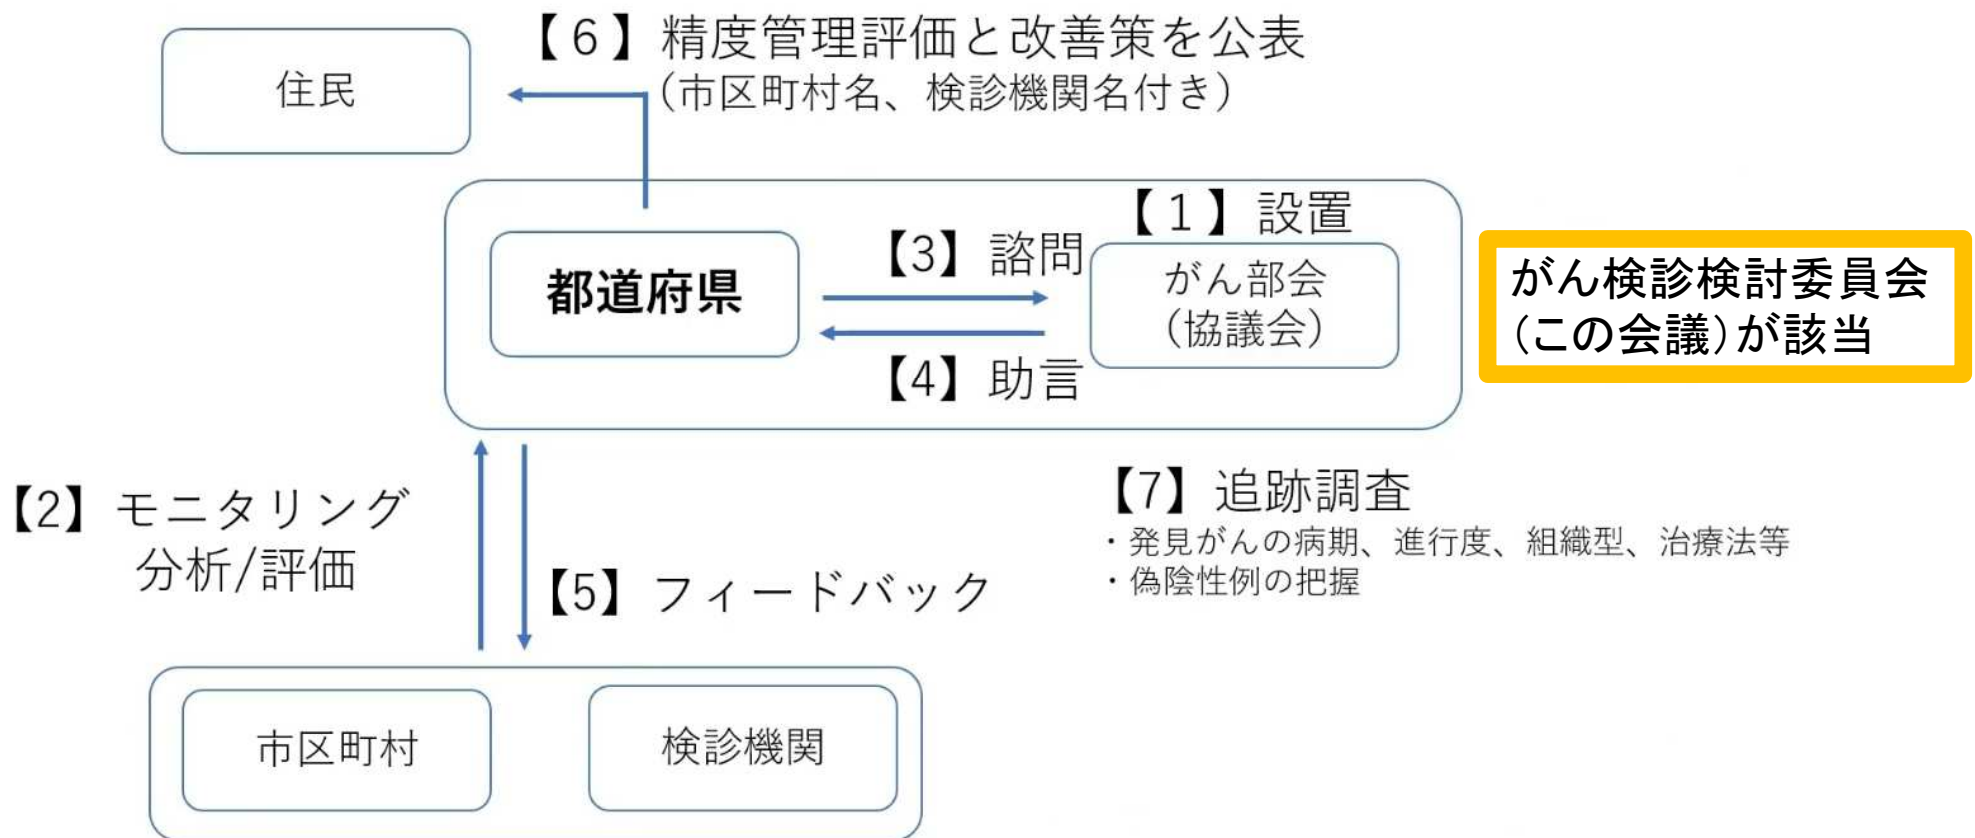 【6】精度管理評価と改善策を公表
(市区町村名、検診機関名付き)
住民
【1】設置
【3】諮問
都道府県
がん部会
(協議会)
【4】助言
がん検診検討委員会
(この会議)が該当
【2】モニタリング
分析/評価
【5】フィードバック
【7】追跡調査
・発見がんの病期、進行度、組織型、治療法等
・偽陰性例の把握
市区町村
検診機関